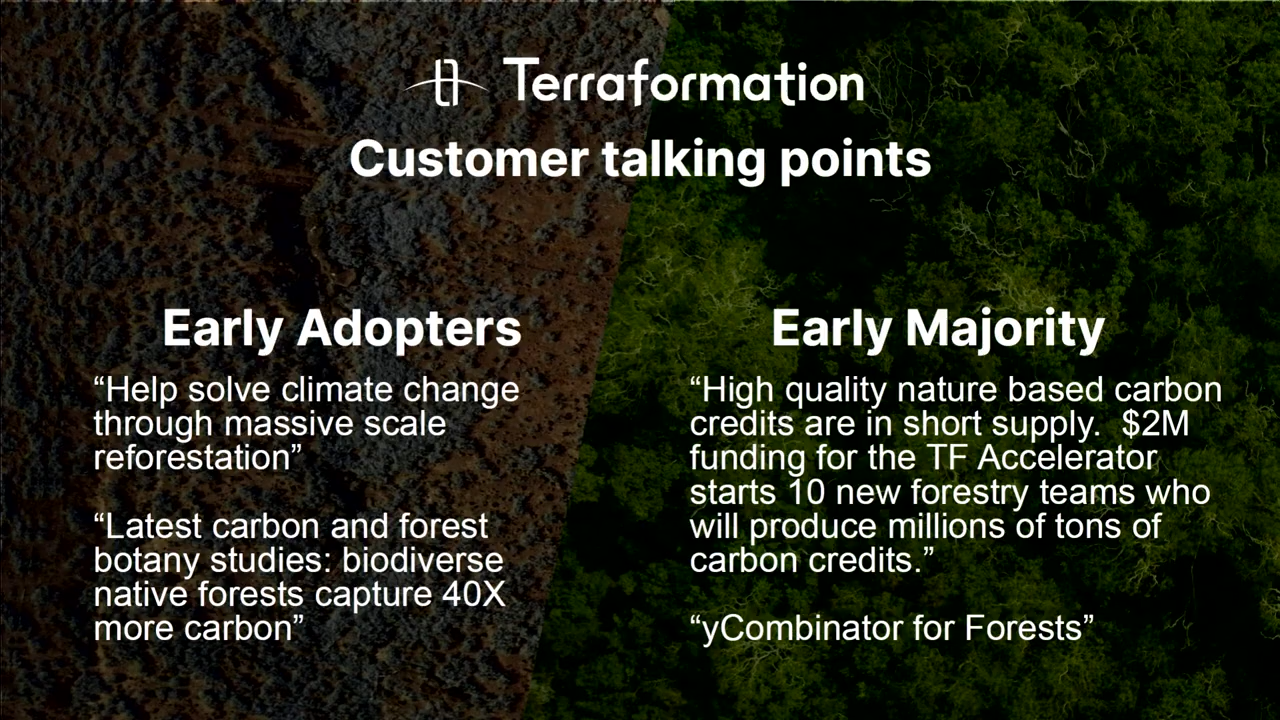 Terraformation
Customer talking points
Early Adopters
“Help solve climate change
through massive scale
reforestation”
“Latest carbon and forest
botany studies: biodiverse
native forests capture 40X
more carbon”
Early Majority
“High quality nature based carbon
credits are in short supply.  $2M
funding for the TF Accelerator
starts 10 new forestry teams who
will produce millions of tons of
carbon credits.”
“yCombinator for Forests”